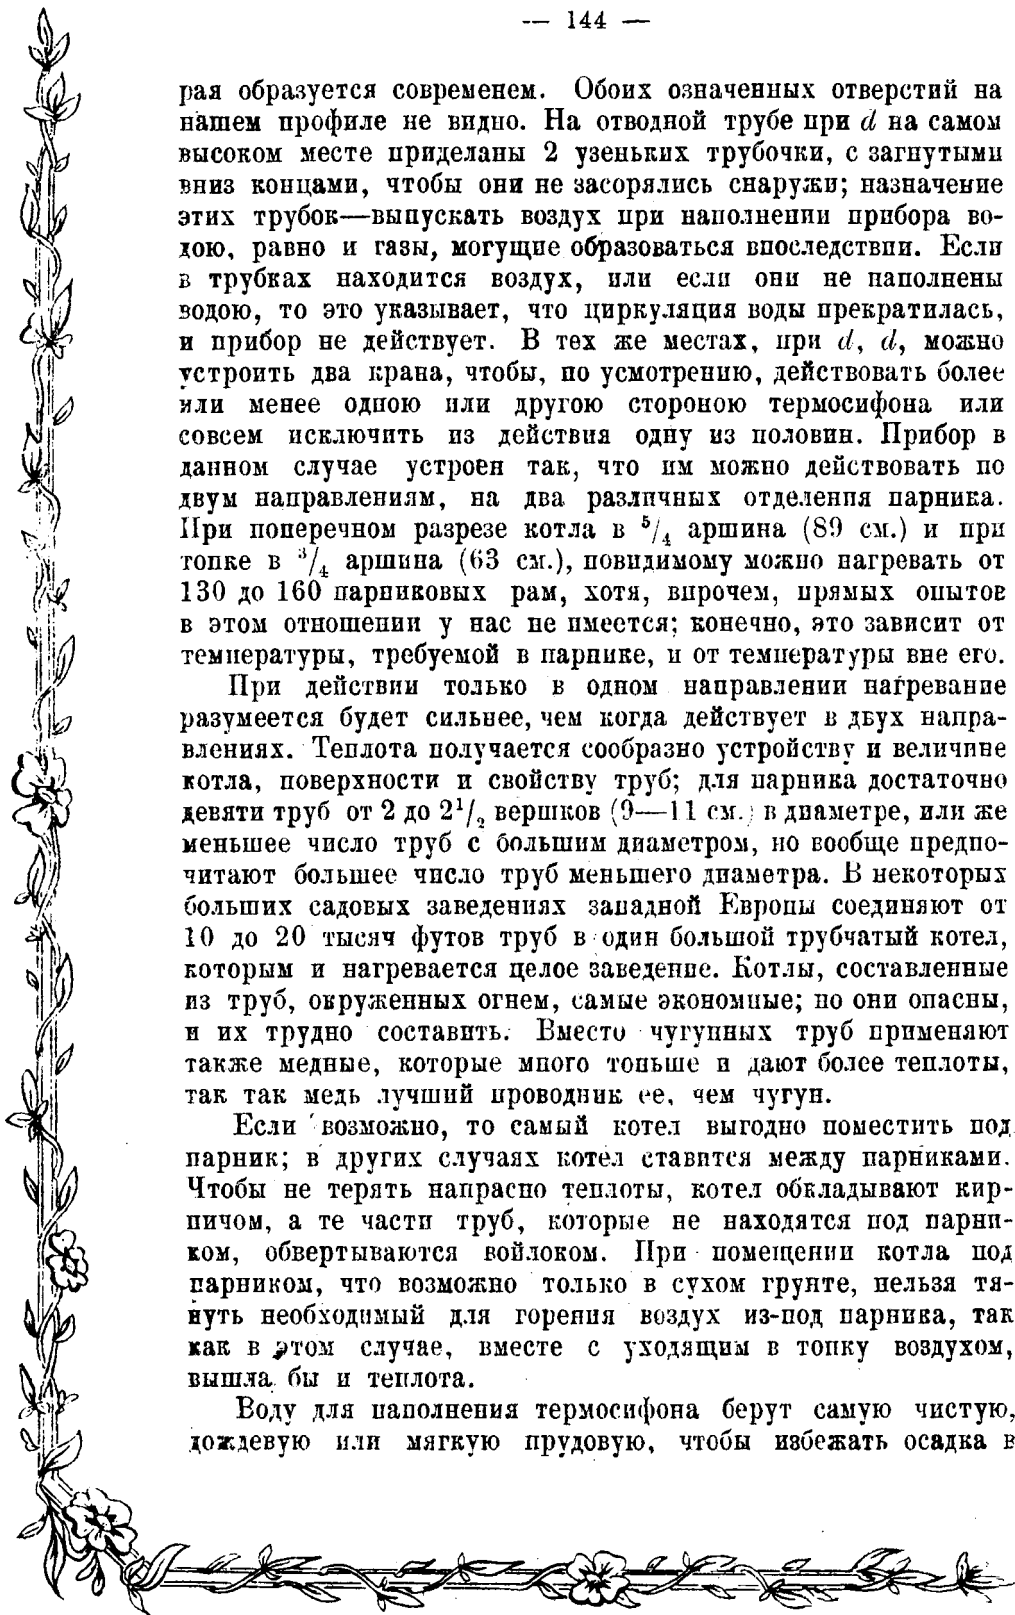 — 144 —
рая образуется современем. Обоих означенных отверстий на
нашем профиле не видно. На отводной трубе при d на самом
высоком месте приделаны 2 узеньких трубочки, с загнутыми
вниз концами, чтобы они не засорялись снаружи; назначение
этих трубок—выпускать воздух при наполнении прибора во-
дою, равно и газы, могущие образоваться впоследствии. Если
в трубках находится воздух, или если они не наполнены
водою, то это указывает, что циркуляция воды прекратилась,
и прибор не действует. В тех же местах, при d, d, можно
устроить два крана, чтобы, по усмотрению, действовать более
или менее одною или другою стороною термосифона или
совсем исключить из действия одну из половин. Прибор в
данном случае устроен так, что им можно действовать по
двум направлениям, на два различных отделения парника.
При поперечном разрезе котла в 5/4 аршина (89 см.) и при
топке в 3/4 аршина (63 см.), повидимому можно нагревать от
130 до 160 парниковых рам, хотя, впрочем, прямых опытов
в этом отношении у нас не имеется; конечно, это зависит от
температуры, требуемой в парнике, и от температуры вне его.
При действии только в одном направлении нагревание
разумеется будет сильнее, чем когда действует в двух напра-
влениях. Теплота получается сообразно устройству и величине
котла, поверхности и свойству труб; для парника достаточно
девяти труб от 2 до 2 1/2 вершков (9—11 см.) в диаметре, или же
меньшее число труб с большим диаметром, но вообще предпо-
читают большее число труб меньшего диаметра. В некоторых
больших садовых заведениях западной Европы соединяют от
10 до 20 тысяч футов труб в один большой трубчатый котел,
которым и нагревается целое заведение. Котлы, составленные
из труб, окруженных огнем, самые экономные; но они опасны,
и их трудно составить. Вместо чугунных труб применяют
также медные, которые много тоньше и дают более теплоты,
так так медь лучший проводник ее, чем чугун.
Если возможно, то самый котел выгодно поместить под
парник; в других случаях котел ставится между парниками.
Чтобы не терять напрасно теплоты, котел обкладывают кир-
пичом, а те части труб, которые не находятся под парни-
ком, обвертываются войлоком. При помещении котла под
парником, что возможно только в сухом грунте, нельзя тя-
нуть необходимый для горения воздух из-под парника, так
как в этом случае, вместе с уходящим в топку воздухом,
вышла бы и теплота.
Воду для наполнения термосифона берут самую чистую,
дождевую или мягкую прудовую, чтобы избежать осадка в